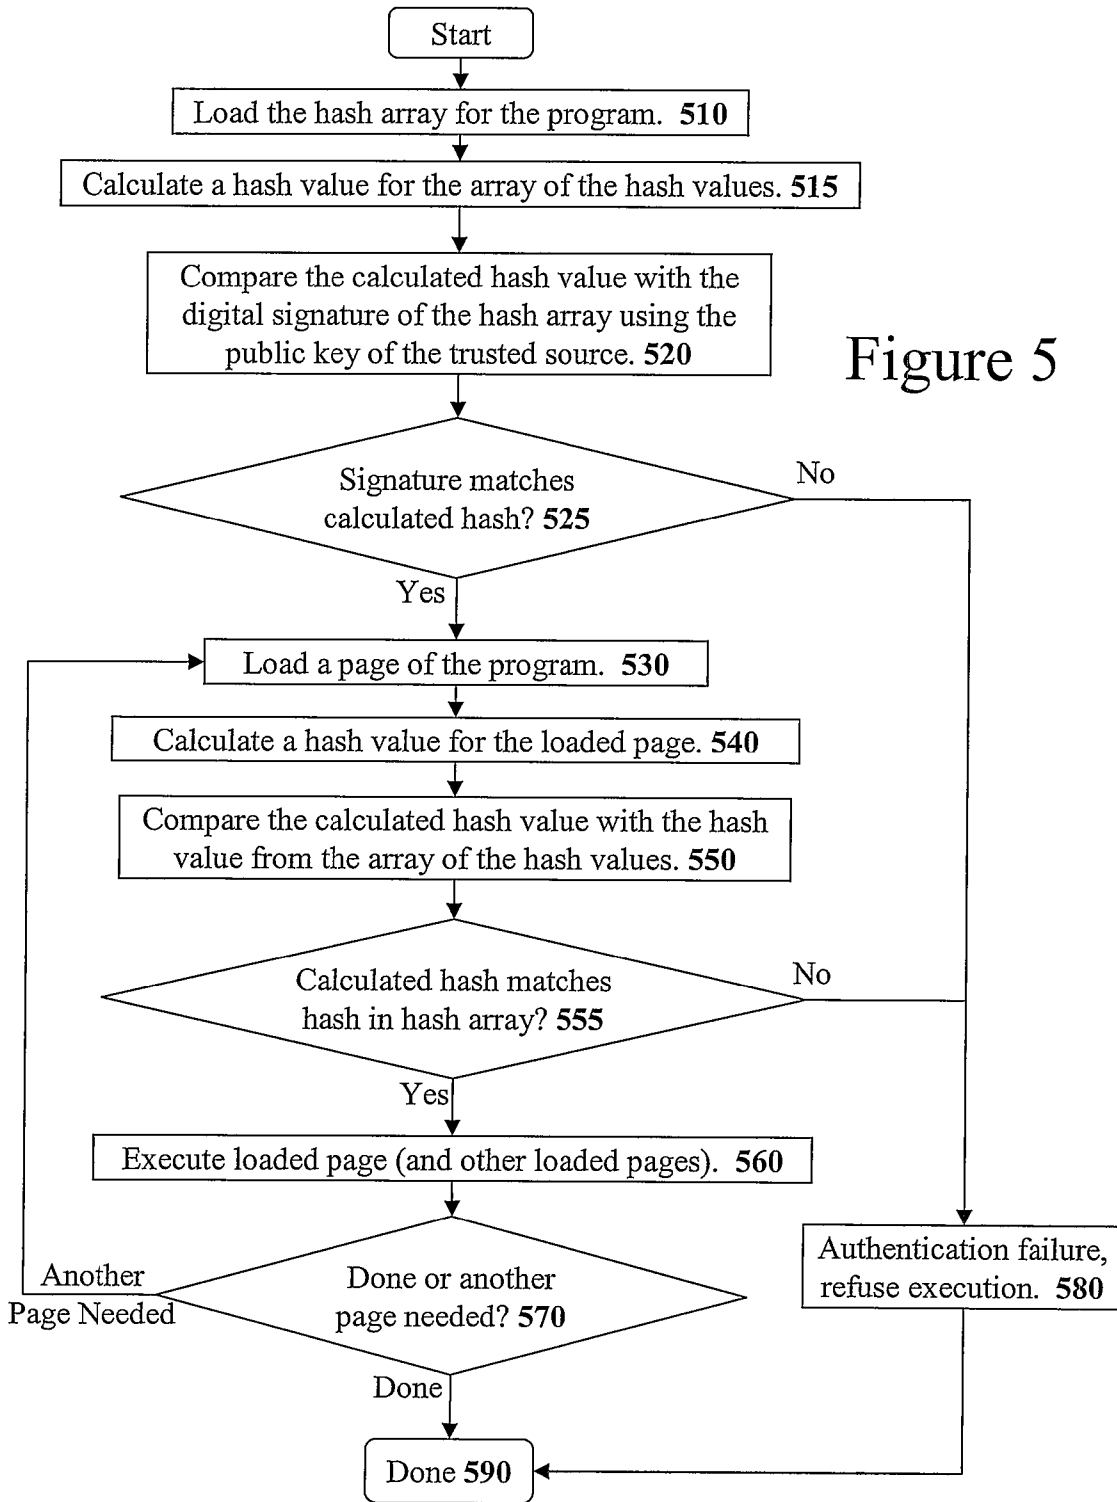 Start
Load the hash array for the program. 510
Calculate a hash value for the array of the hash values. 515
Compare the calculated hash value with the
digital signature of the hash array using the
public key of the trusted source. 520
Figure 5
Signature matches
calculated hash? 525
No
Yes
Load a page of the program. 530
Calculate a hash value for the loaded page. 540
Compare the calculated hash value with the hash
value from the array of the hash values. 550
Calculated hash matches
hash in hash array? 555
No
Yes
Execute loaded page (and other loaded pages). 560
Authentication failure,
refuse execution. 580
Another
Page Needed
Done or another
page needed? 570
Done
Done 590